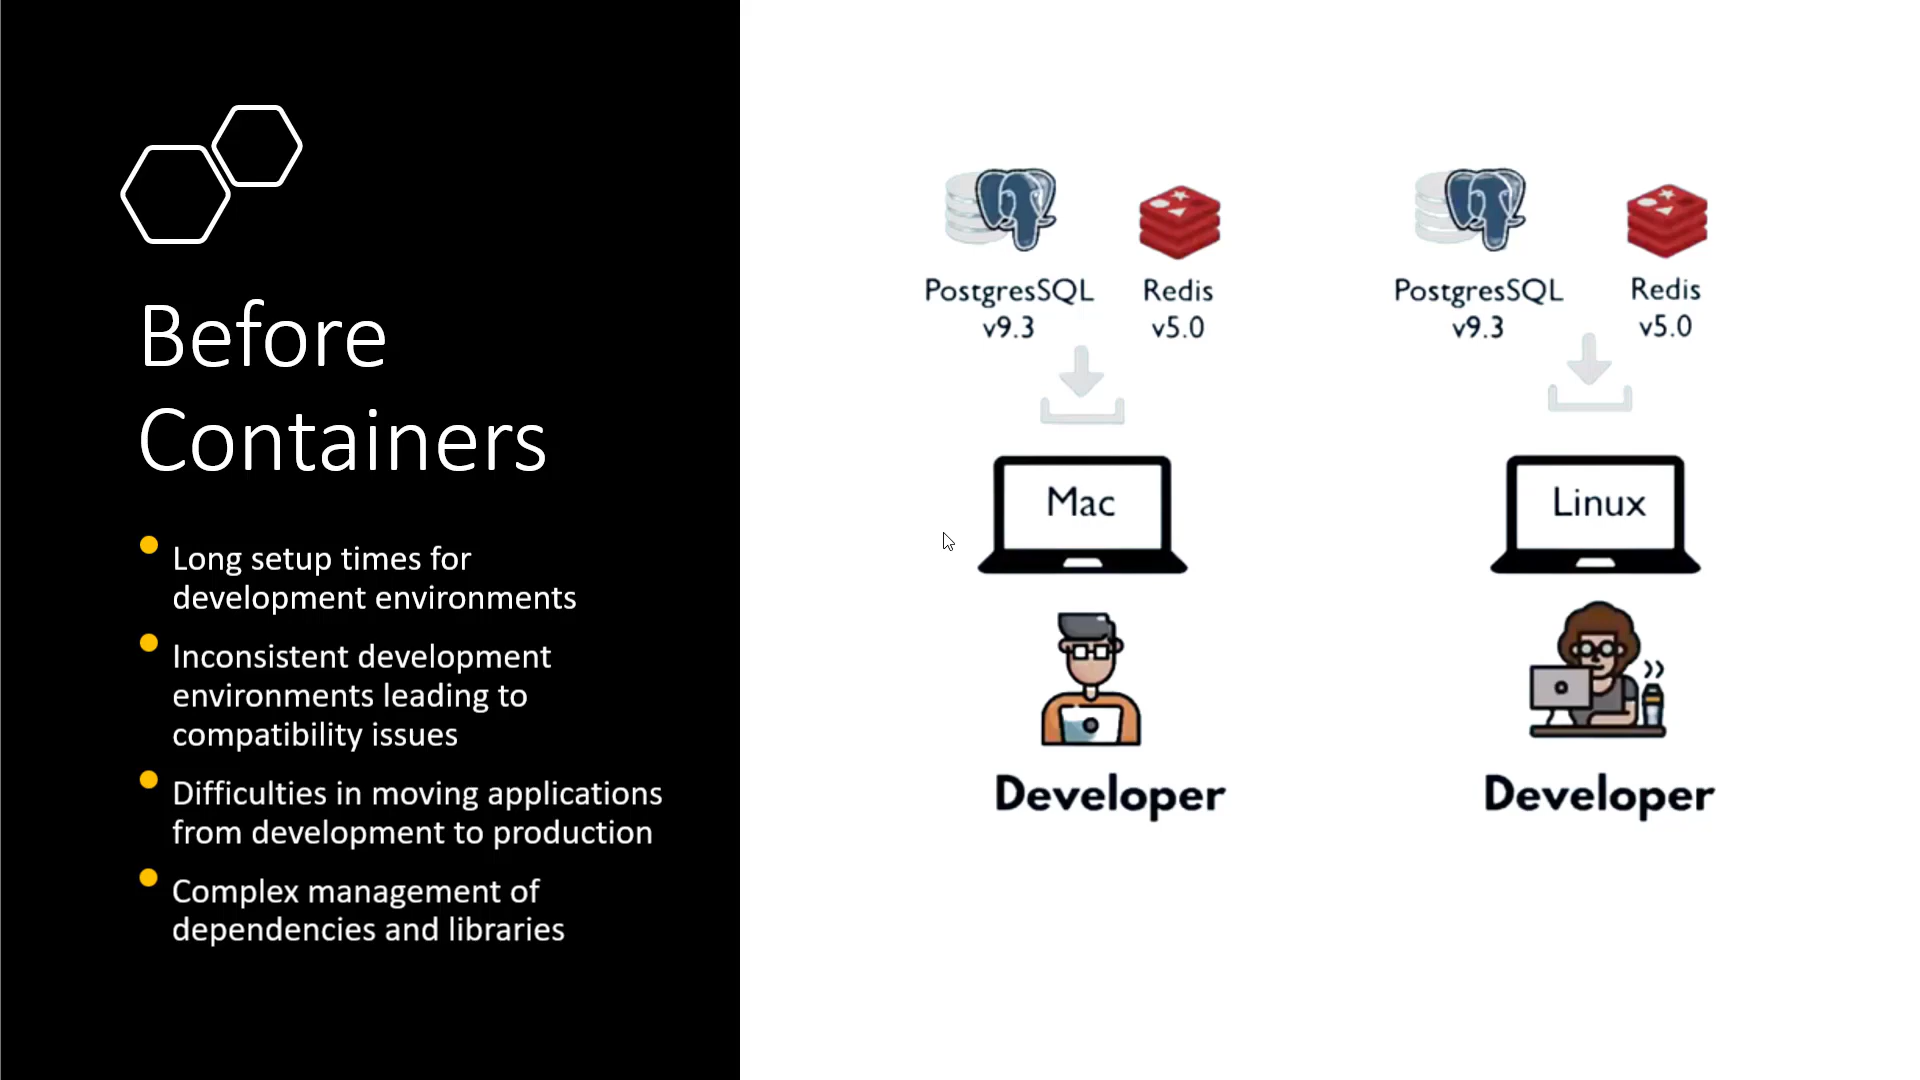 Before
Containers
Long setup times for
development environments
Inconsistent development
environments leading to
compatibility issues
Difficulties in moving applications
from development to production
Complex management of
dependencies and libraries
PostgresSQL
v9.3
Redis
v5.0
Mac
Developer
PostgresSQL
v9.3
Redis
v5.0
Linux
Developer